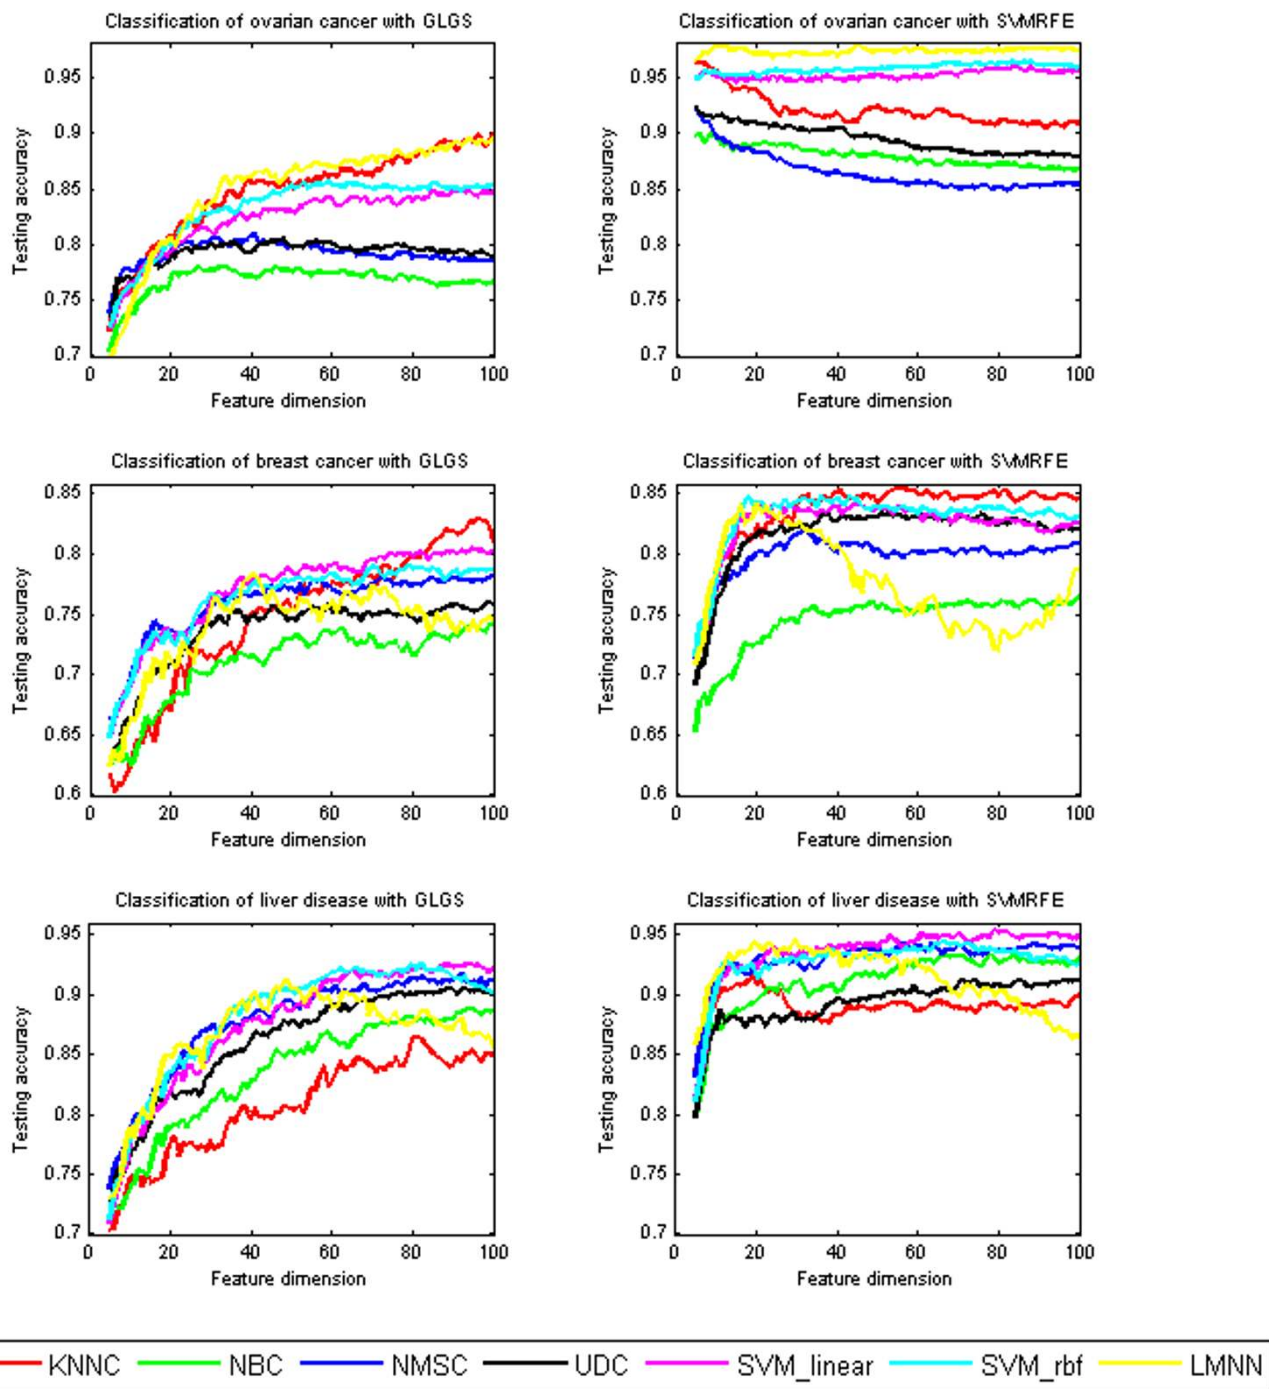 Classification of ovarian cancer with GLGS
Testing accuracy
0.95
0.9
0.85
0.8
0.75
0.7
0 20 40 60 80 100
Feature dimension
Classification of ovarian cancer with SVMRFE
Testing accuracy
0.95
0.9
0.85
0.8
0.75
0.7
0 20 40 60 80 100
Feature dimension
Classification of breast cancer with GLGS
Testing accuracy
0.85
0.8
0.75
0.7
0.65
0.6
0 20 40 60 80 100
Feature dimension
Classification of breast cancer with SVMRFE
Testing accuracy
0.85
0.8
0.75
0.7
0.65
0.6
0 20 40 60 80 100
Feature dimension
Classification of liver disease with GLGS
Testing accuracy
0.95
0.9
0.85
0.8
0.75
0.7
0 20 40 60 80 100
Feature dimension
Classification of liver disease with SVMRFE
Testing accuracy
0.95
0.9
0.85
0.8
0.75
0.7
0 20 40 60 80 100
Feature dimension
KNNC NBC NMSC UDC SVM_linear SVM_rbf LMNN